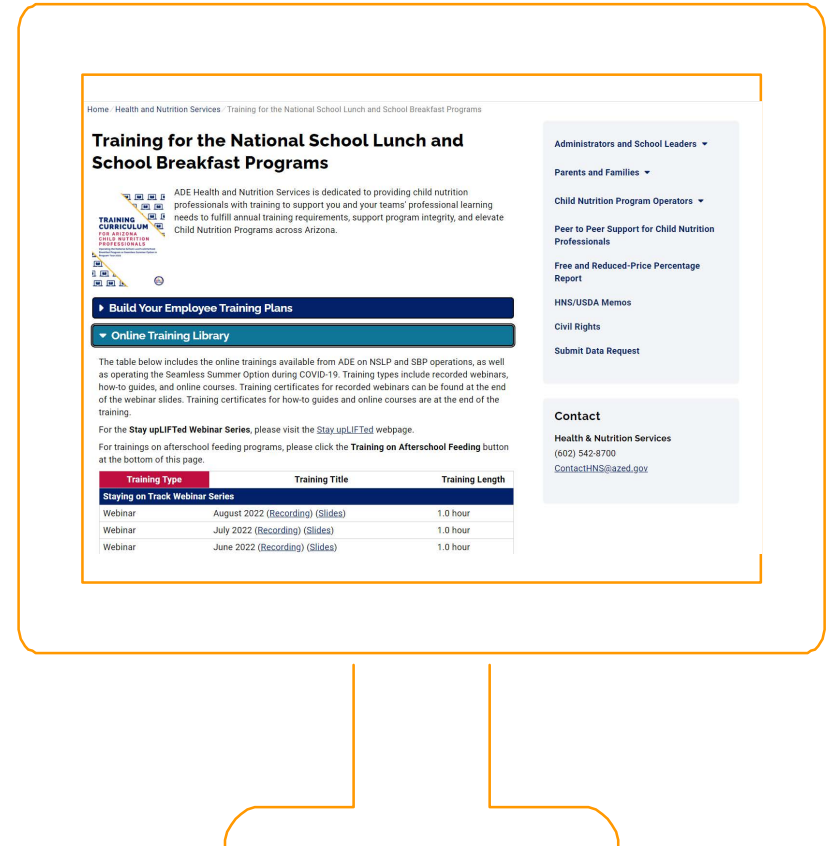 Home / Health and Nutrition Services / Training for the National School Lunch and School Breakfast Programs
Training for the National School Lunch and
School Breakfast Programs
TRAINING
CURRICULUM
FOR ARIZONA
CHILD NUTRITION
PROFESSIONALS
ADE Health and Nutrition Services is dedicated to providing child nutrition
professionals with training to support you and your teams' professional learning
needs to fulfill annual training requirements, support program integrity, and elevate
Child Nutrition Programs across Arizona.
Build Your Employee Training Plans
Online Training Library
The table below includes the online trainings available from ADE on NSLP and SBP operations, as well
as operating the Seamless Summer Option during COVID-19. Training types include recorded webinars,
how-to guides, and online courses. Training certificates for recorded webinars can be found at the end
of the webinar slides. Training certificates for how-to guides and online courses are at the end of the
training.
For the Stay upLIFTed Webinar Series, please visit the Stay upLIFTed webpage.
For trainings on afterschool feeding programs, please click the Training on Afterschool Feeding button
at the bottom of this page.
Training Type Training Title Training Length
Staying on Track Webinar Series
Webinar August 2022 (Recording) (Slides) 1.0 hour
Webinar July 2022 (Recording) (Slides) 1.0 hour
Webinar June 2022 (Recording) (Slides) 1.0 hour
Administrators and School Leaders
Parents and Families
Child Nutrition Program Operators
Peer to Peer Support for Child Nutrition
Professionals
Free and Reduced-Price Percentage
Report
HNS/USDA Memos
Civil Rights
Submit Data Request
Contact
Health & Nutrition Services
(602) 542-8700
ContactHNS@azed.gov